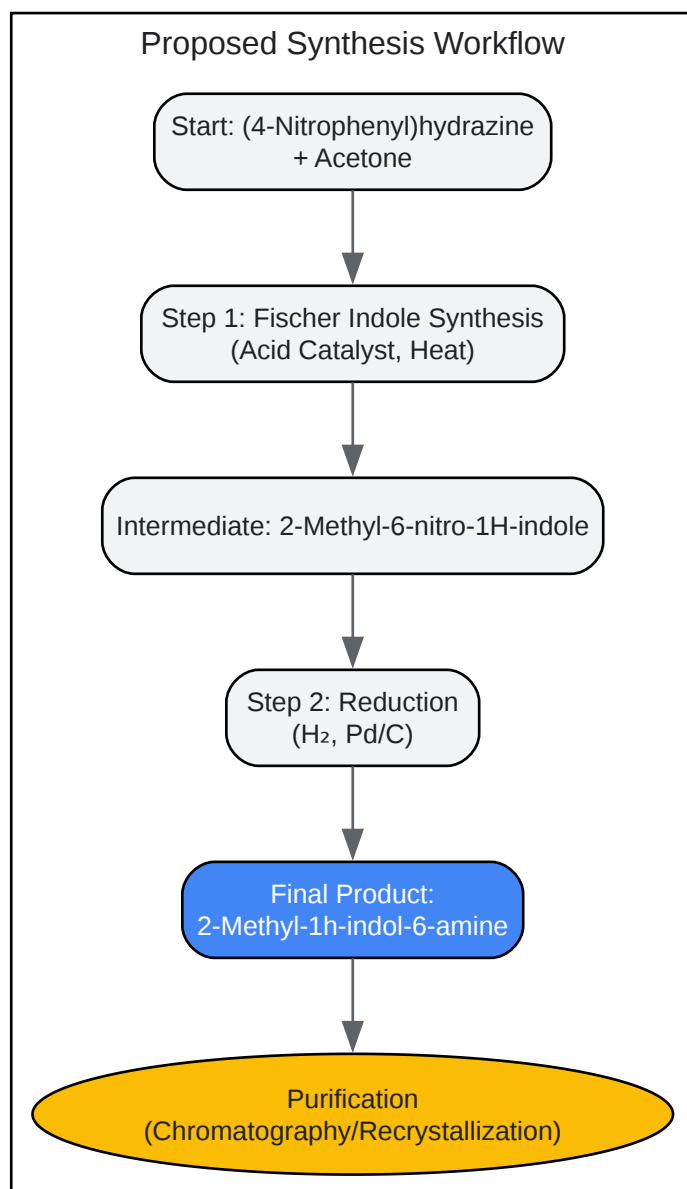 Proposed Synthesis Workflow
Start: (4-Nitrophenyl)hydrazine
+ Acetone
Step 1: Fischer Indole Synthesis
(Acid Catalyst, Heat)
Intermediate: 2-Methyl-6-nitro-1H-indole
Step 2: Reduction
(H₂, Pd/C)
Final Product:
2-Methyl-1h-indol-6-amine
Purification
(Chromatography/Recrystallization)